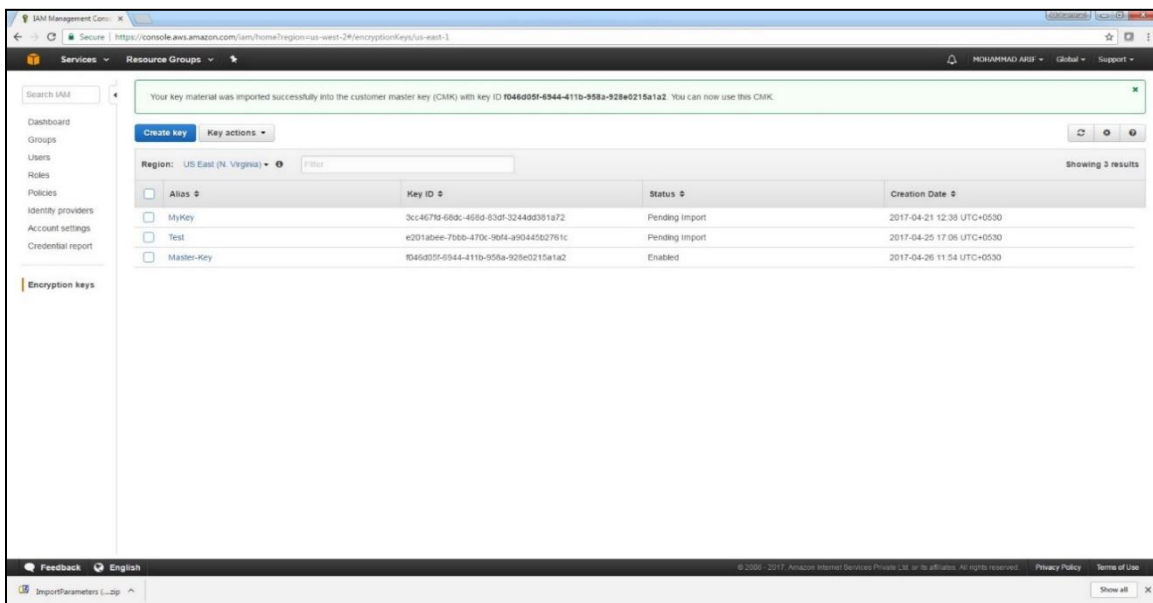 IAM Management Conso
Secure | https://console.aws.amazon.com/iam/home?region=us-west-2#/encryptionKeys/us-east-1
Services Resource Groups MOHAMMAD ARIF Global Support
Search IAM
Your key material was imported successfully into the customer master key (CMK) with key ID f046d05f-6944-411b-958a-928e0215a1a2. You can now use this CMK.
Dashboard
Groups
Users
Roles
Policies
Identity providers
Account settings
Credential report
Encryption keys
Create key Key actions
Region: US East (N. Virginia) Filter Showing 3 results
Alias Key ID Status Creation Date
MyKey 3cc467fd-68dc-468d-83df-3244dd381a72 Pending Import 2017-04-21 12:38 UTC+0530
Test e201abee-7bbb-470c-9bf4-a90445b2761c Pending Import 2017-04-25 17:06 UTC+0530
Master-Key f046d05f-6944-411b-958a-928e0215a1a2 Enabled 2017-04-26 11:54 UTC+0530
Feedback English © 2006 - 2017, Amazon Internet Services Private Ltd. or its affiliates. All rights reserved. Privacy Policy Terms of Use
ImportParameters (....zip Show all